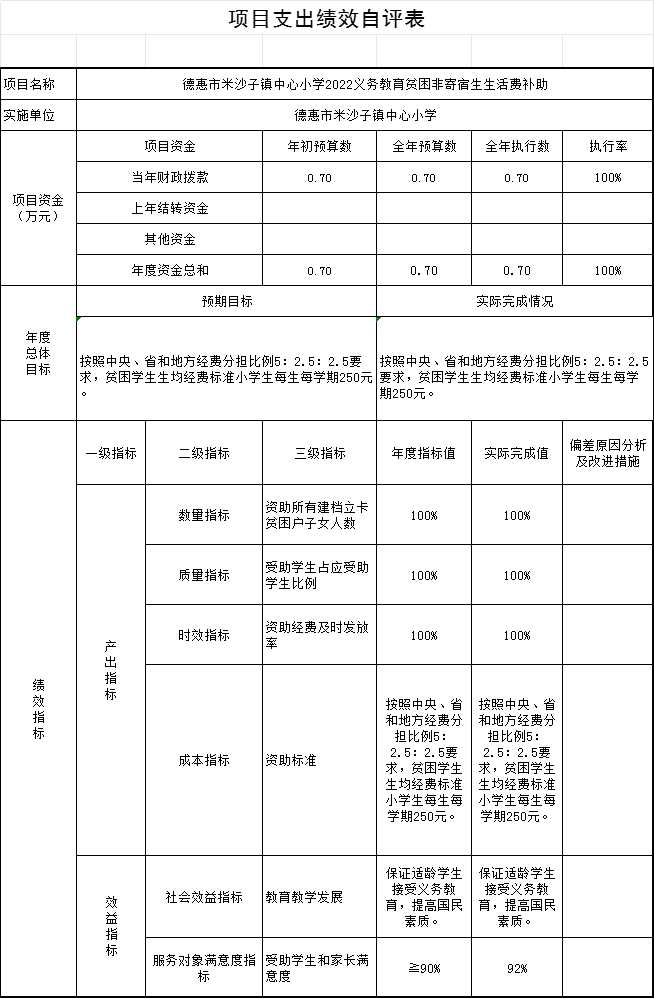 项目支出绩效自评表
项目名称
德惠市米沙子镇中心小学2022义务教育贫困非寄宿生生活费补助
实施单位
德惠市米沙子镇中心小学
项目资金
（万元）
项目资金
年初预算数
全年预算数
全年执行数
执行率
当年财政拨款
0.70
0.70
0.70
100%
上年结转资金
其他资金
年度资金总和
0.70
0.70
0.70
100%
年度
总体
目标
预期目标
实际完成情况
按照中央、省和地方经费分担比例5：2.5：2.5要
求，贫困学生生均经费标准小学生每生每学期250元
。
按照中央、省和地方经费分担比例5：2.5：2.5
要求，贫困学生生均经费标准小学生每生每学
期250元。
绩
效
指
标
一级指标
二级指标
三级指标
年度指标值
实际完成值
偏差原因分析
及改进措施
产
出
指
标
数量指标
资助所有建档立卡
贫困户子女人数
100%
100%
质量指标
受助学生占应受助
学生比例
100%
100%
时效指标
资助经费及时发放
率
100%
100%
成本指标
资助标准
按照中央、省
和地方经费分
担比例5：
2.5：2.5要
求，贫困学生
生均经费标准
小学生每生每
学期250元。
按照中央、省
和地方经费分
担比例5：
2.5：2.5要
求，贫困学生
生均经费标准
小学生每生每
学期250元。
效
益
指
标
社会效益指标
教育教学发展
保证适龄学生
接受义务教
育，提高国民
素质。
保证适龄学生
接受义务教
育，提高国民
素质。
服务对象满意度指
标
受助学生和家长满
意度
≧90%
92%